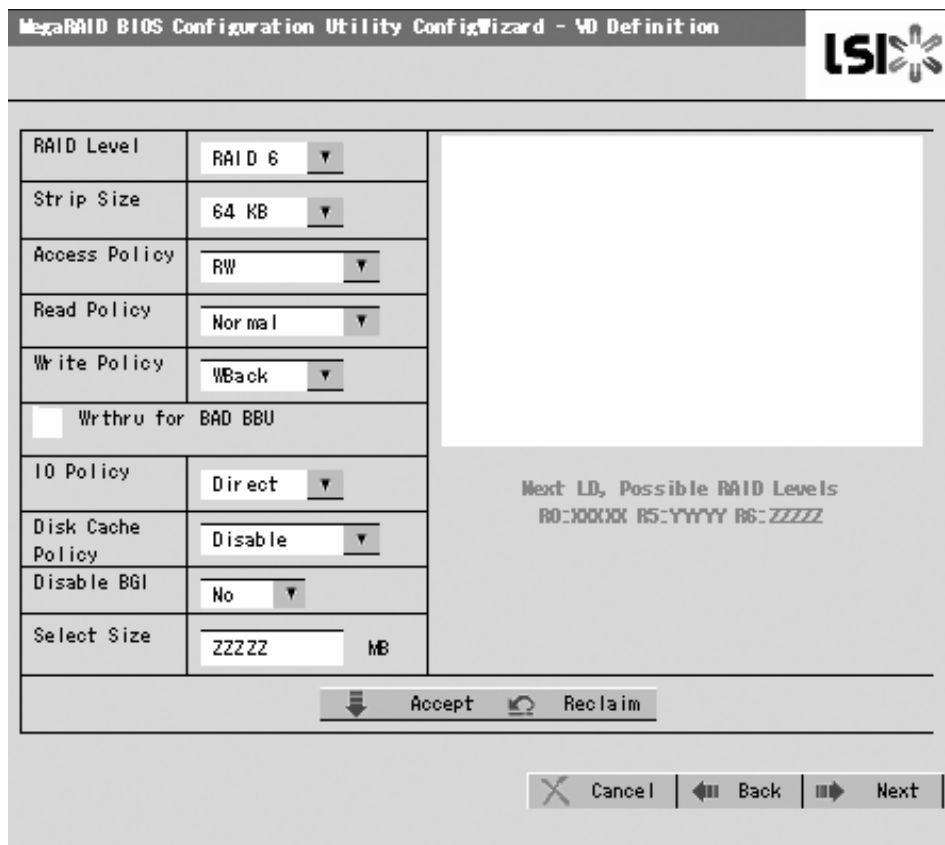 MegaRAID BIOS Configuration Utility ConfigWizard - VD Definition
LSI
RAID Level
RAID 6
Strip Size
64 KB
Access Policy
RW
Read Policy
Normal
Write Policy
WBack
Wrthru for BAD BBU
IO Policy
Direct
Disk Cache
Policy
Disable
Disable BGI
No
Select Size
ZZZZZ MB
Next LD, Possible RAID Levels
R0:XXXXX R5:YYYYY R6:ZZZZZ
Accept Reclaim
Cancel Back Next